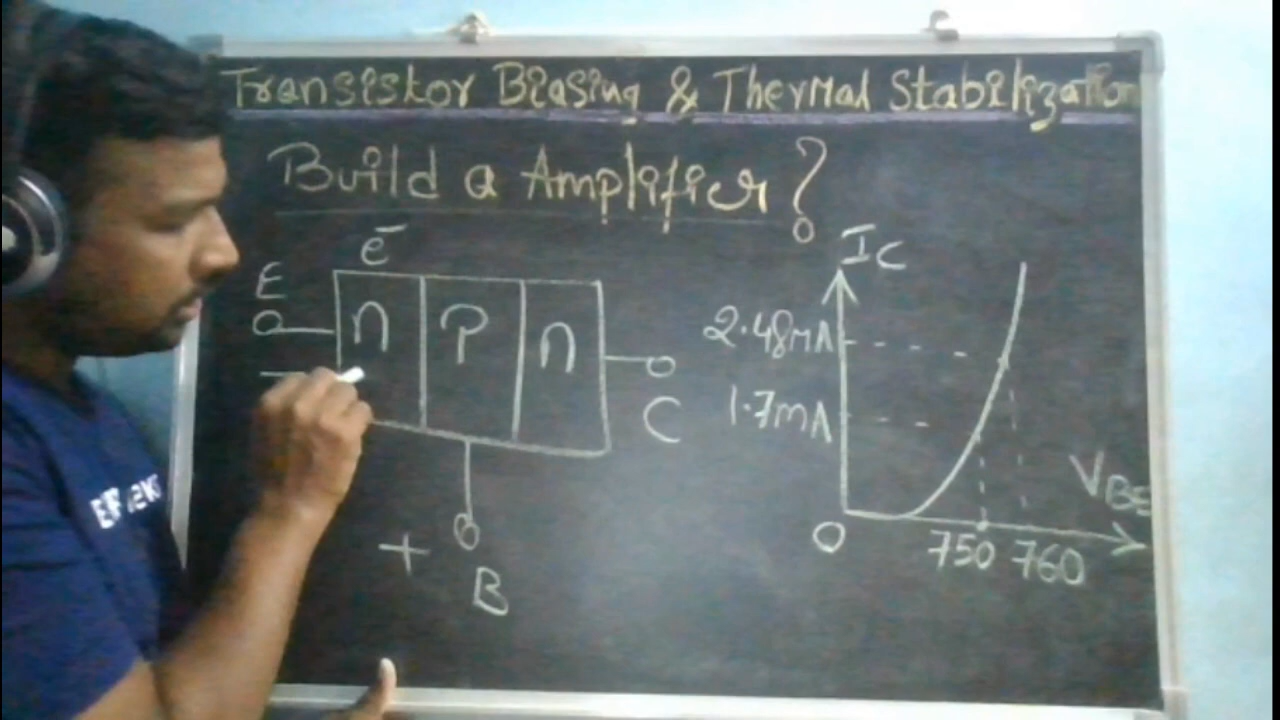 Transistor Biasing & Thermal Stabilization
Build a Amplifier ?
e⁻
E
n P n
−
C
+
B
Ic
2.48mA
1.7mA
VBE
0
750 760